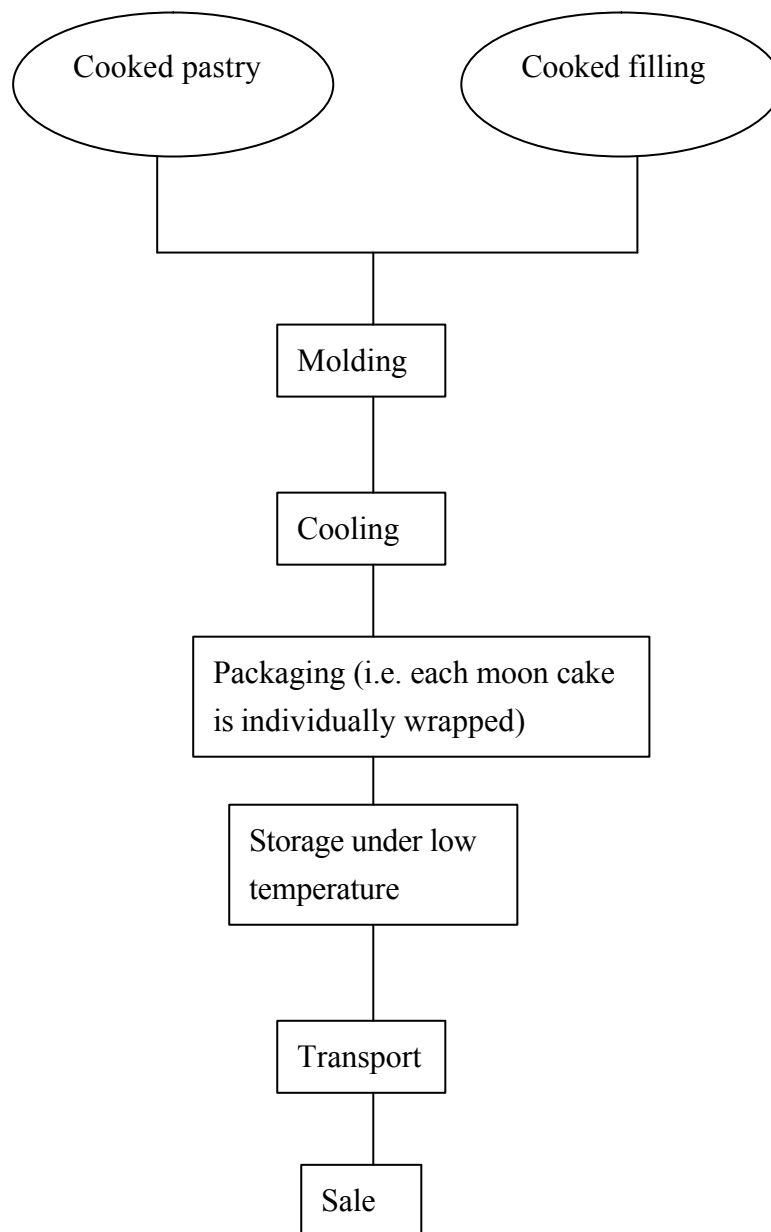 Cooked pastry
Cooked filling
Molding
Cooling
Packaging (i.e. each moon cake
is individually wrapped)
Storage under low
temperature
Transport
Sale